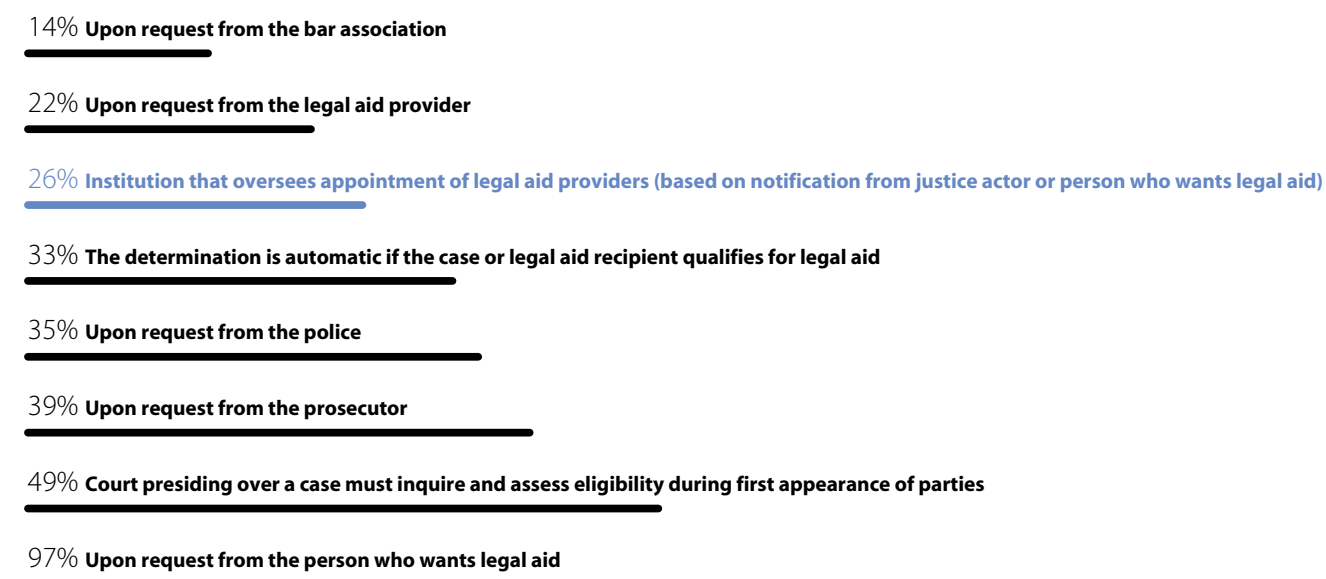 14% Upon request from the bar association
22% Upon request from the legal aid provider
26% Institution that oversees appointment of legal aid providers (based on notification from justice actor or person who wants legal aid)
33% The determination is automatic if the case or legal aid recipient qualifies for legal aid
35% Upon request from the police
39% Upon request from the prosecutor
49% Court presiding over a case must inquire and assess eligibility during first appearance of parties
97% Upon request from the person who wants legal aid